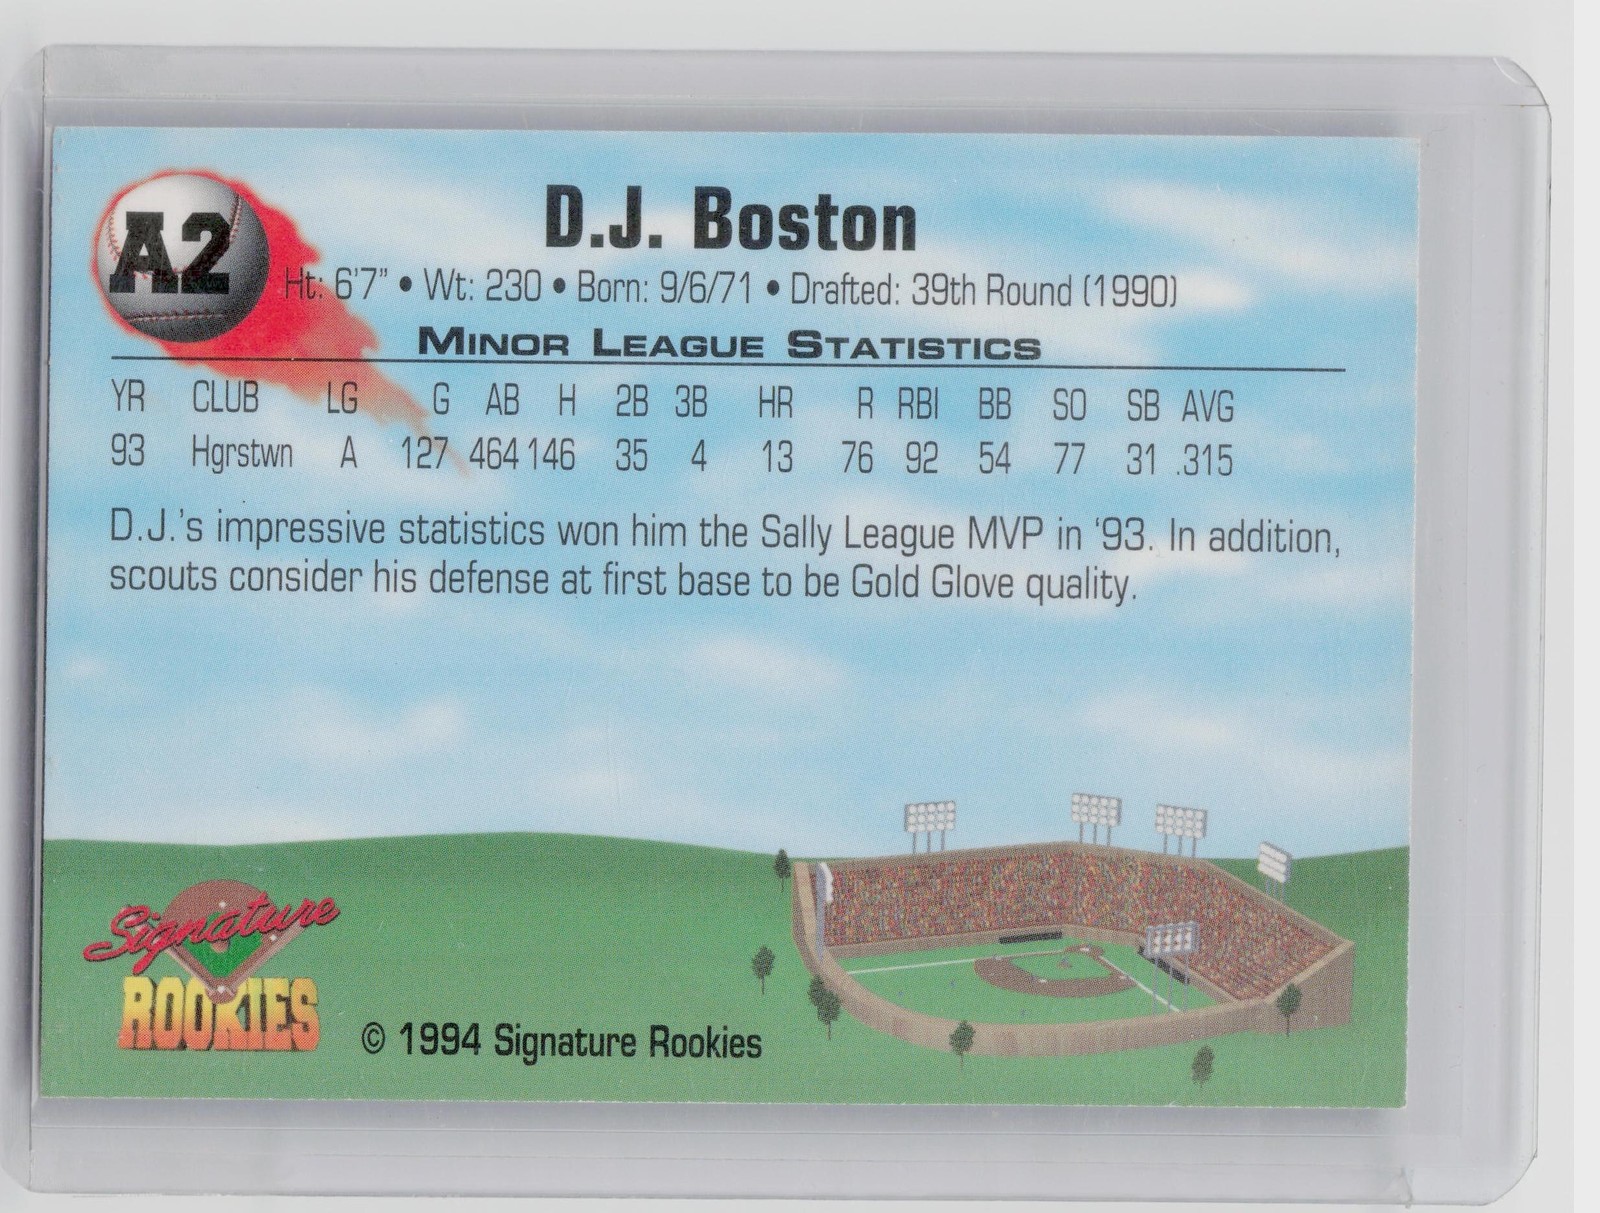 A2
D.J. Boston
Ht: 6'7" • Wt: 230 • Born: 9/6/71 • Drafted: 39th Round (1990)
MINOR LEAGUE STATISTICS
YR CLUB LG G AB H 2B 3B HR R RBI BB SO SB AVG
93 Hgrstwn A 127 464 146 35 4 13 76 92 54 77 31 .315
D.J.'s impressive statistics won him the Sally League MVP in '93. In addition,
scouts consider his defense at first base to be Gold Glove quality.
Signature
ROOKIES
© 1994 Signature Rookies